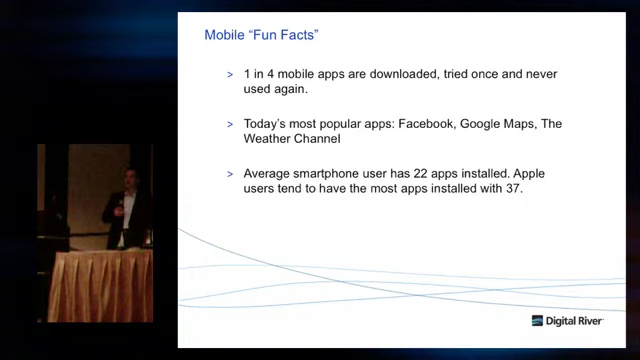 Mobile “Fun Facts”
> 1 in 4 mobile apps are downloaded, tried once and never
used again.
> Today's most popular apps: Facebook, Google Maps, The
Weather Channel
> Average smartphone user has 22 apps installed. Apple
users tend to have the most apps installed with 37.
Digital River